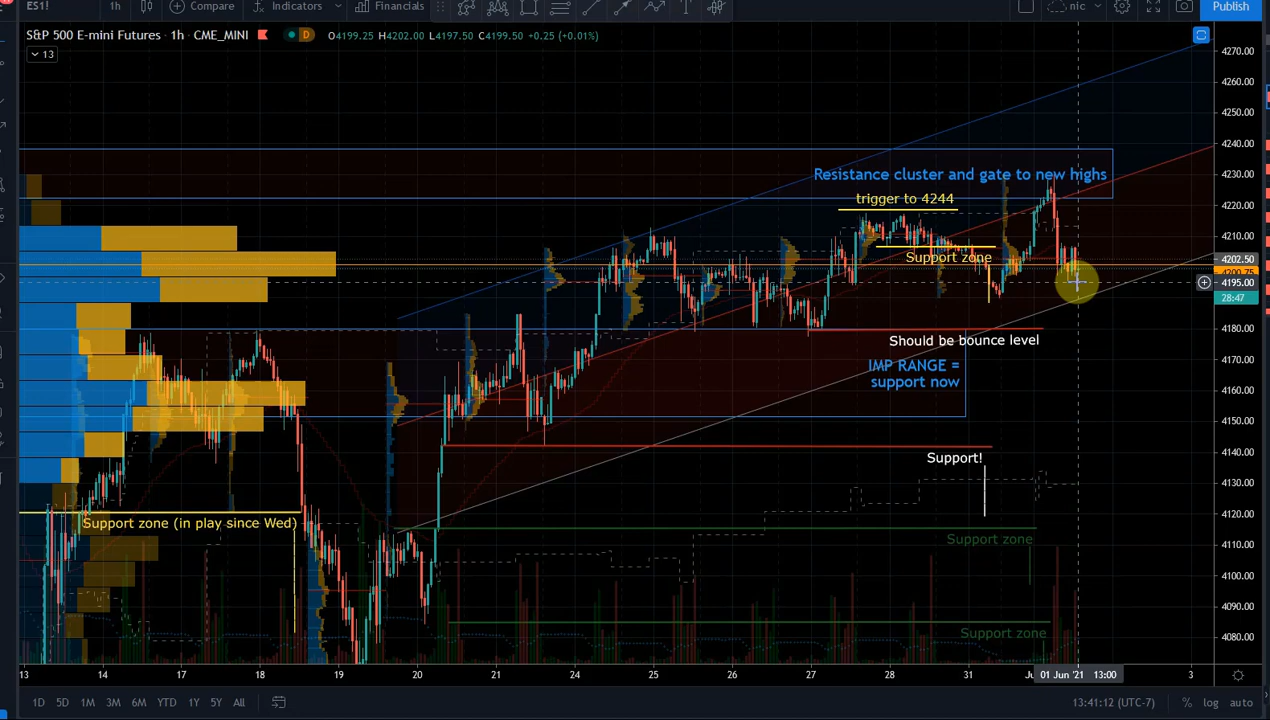 ES1! 1h Compare Indicators Financials nic Publish
S&P 500 E-mini Futures · 1h · CME_MINI D O4199.25 H4202.00 L4197.50 C4199.50 +0.25 (+0.01%)
13
4270.00
4260.00
4250.00
4240.00
Resistance cluster and gate to new highs
4230.00
trigger to 4244
4220.00
4210.00
Support zone
4202.50
4200.75
4195.00
28:47
4180.00
Should be bounce level
IMP RANGE =
support now
4170.00
4160.00
4150.00
4140.00
Support!
4130.00
4120.00
Support zone (in play since Wed)
4110.00
Support zone
4100.00
4090.00
Support zone
4080.00
13 14 17 18 19 20 21 24 25 26 27 28 31 01 Jun '21 13:00 3
1D 5D 1M 3M 6M YTD 1Y 5Y All 13:41:12 (UTC-7) % log auto